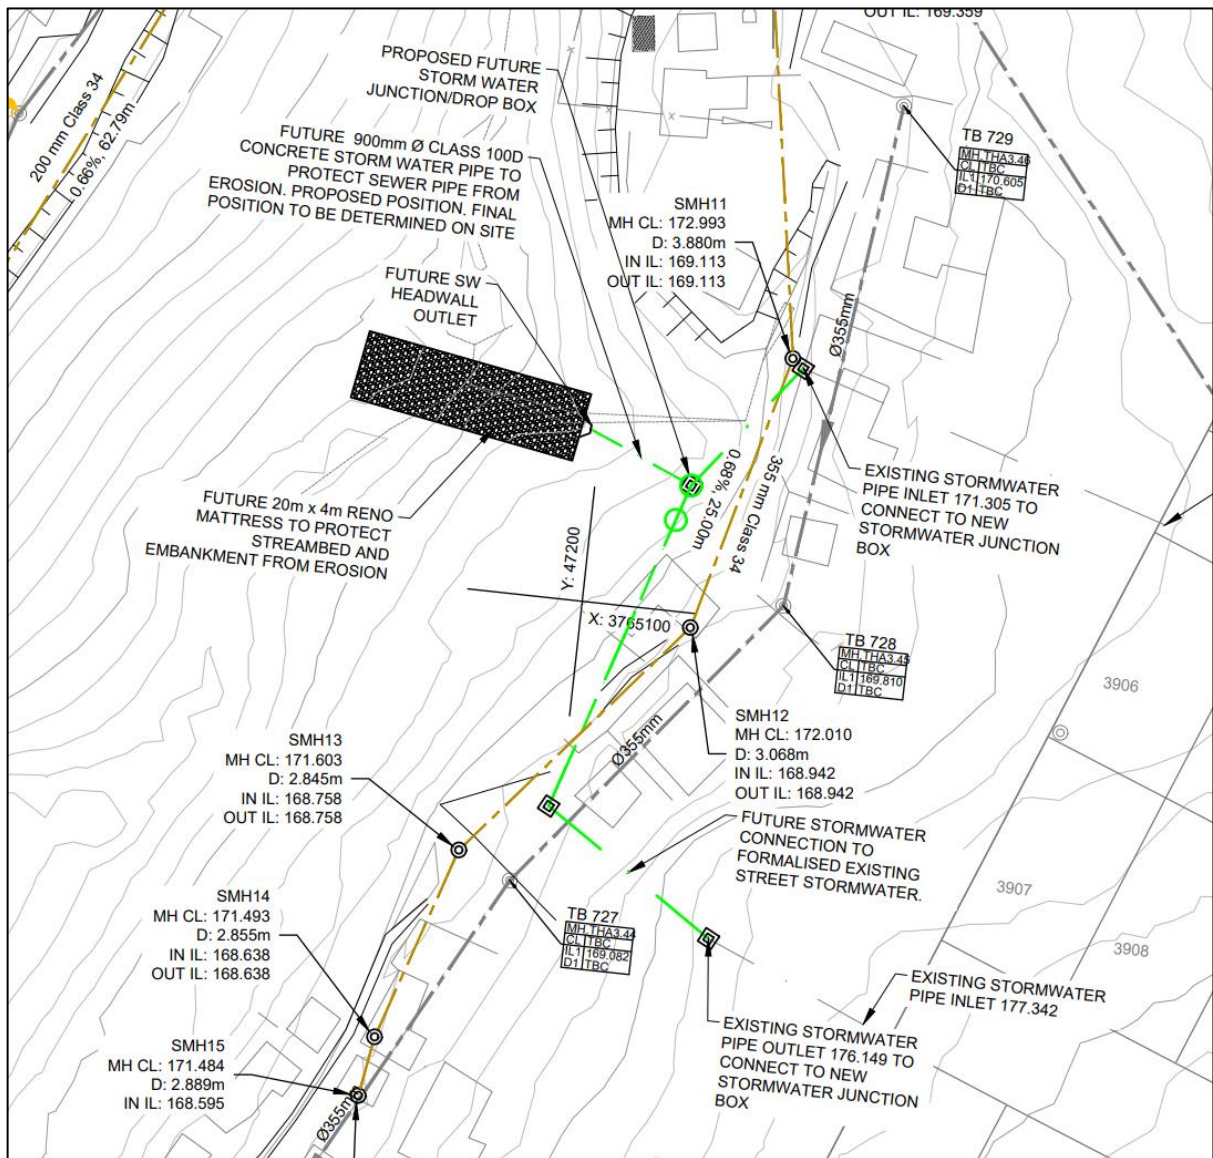 OUT IL: 169.359
PROPOSED FUTURE
STORM WATER
JUNCTION/DROP BOX
200 mm Class 34
0.66%, 62.79m
FUTURE 900mm Ø CLASS 100D
CONCRETE STORM WATER PIPE TO
PROTECT SEWER PIPE FROM
EROSION. PROPOSED POSITION. FINAL
POSITION TO BE DETERMINED ON SITE
TB 729
MH.THA3.46
CL TBC
IL1 170.605
D1 TBC
SMH11
MH CL: 172.993
D: 3.880m
IN IL: 169.113
OUT IL: 169.113
FUTURE SW
HEADWALL
OUTLET
Ø355mm
FUTURE 20m x 4m RENO
MATTRESS TO PROTECT
STREAMBED AND
EMBANKMENT FROM EROSION
355 mm Class 34
0.68%, 25.00m
EXISTING STORMWATER
PIPE INLET 171.305 TO
CONNECT TO NEW
STORMWATER JUNCTION
BOX
Y: 47200
X: 3765100
TB 728
MH.THA3.45
CL TBC
IL1 169.810
D1 TBC
3906
SMH12
MH CL: 172.010
D: 3.068m
IN IL: 168.942
OUT IL: 168.942
Ø355mm
SMH13
MH CL: 171.603
D: 2.845m
IN IL: 168.758
OUT IL: 168.758
FUTURE STORMWATER
CONNECTION TO
FORMALISED EXISTING
STREET STORMWATER.
3907
3908
SMH14
MH CL: 171.493
D: 2.855m
IN IL: 168.638
OUT IL: 168.638
TB 727
MH.THA3.44
CL TBC
IL1 169.082
D1 TBC
EXISTING STORMWATER
PIPE INLET 177.342
EXISTING STORMWATER
PIPE OUTLET 176.149 TO
CONNECT TO NEW
STORMWATER JUNCTION
BOX
SMH15
MH CL: 171.484
D: 2.889m
IN IL: 168.595
Ø355mm